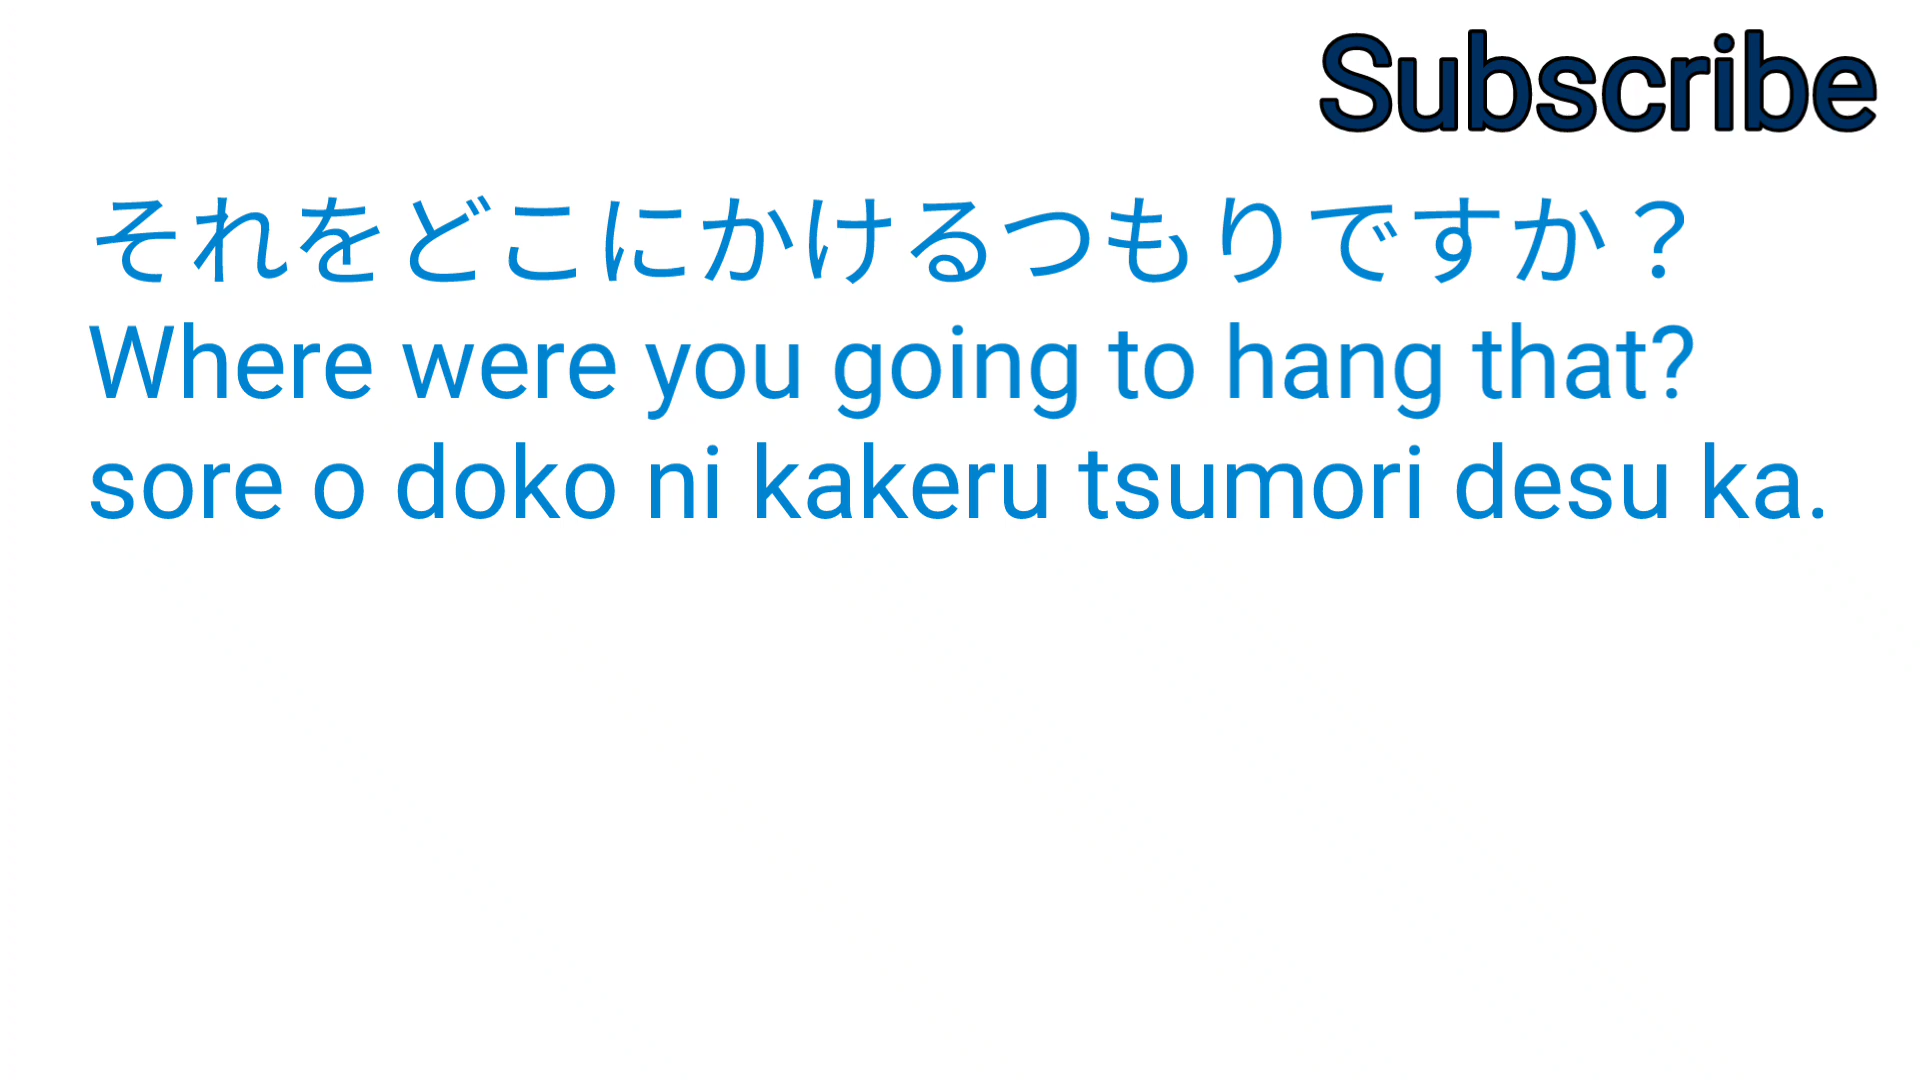 Subscribe
それをどこにかけるつもりですか？
Where were you going to hang that?
sore o doko ni kakeru tsumori desu ka.